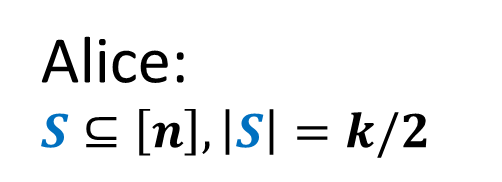 Alice:
S ⊆ [n], |S| = k/2